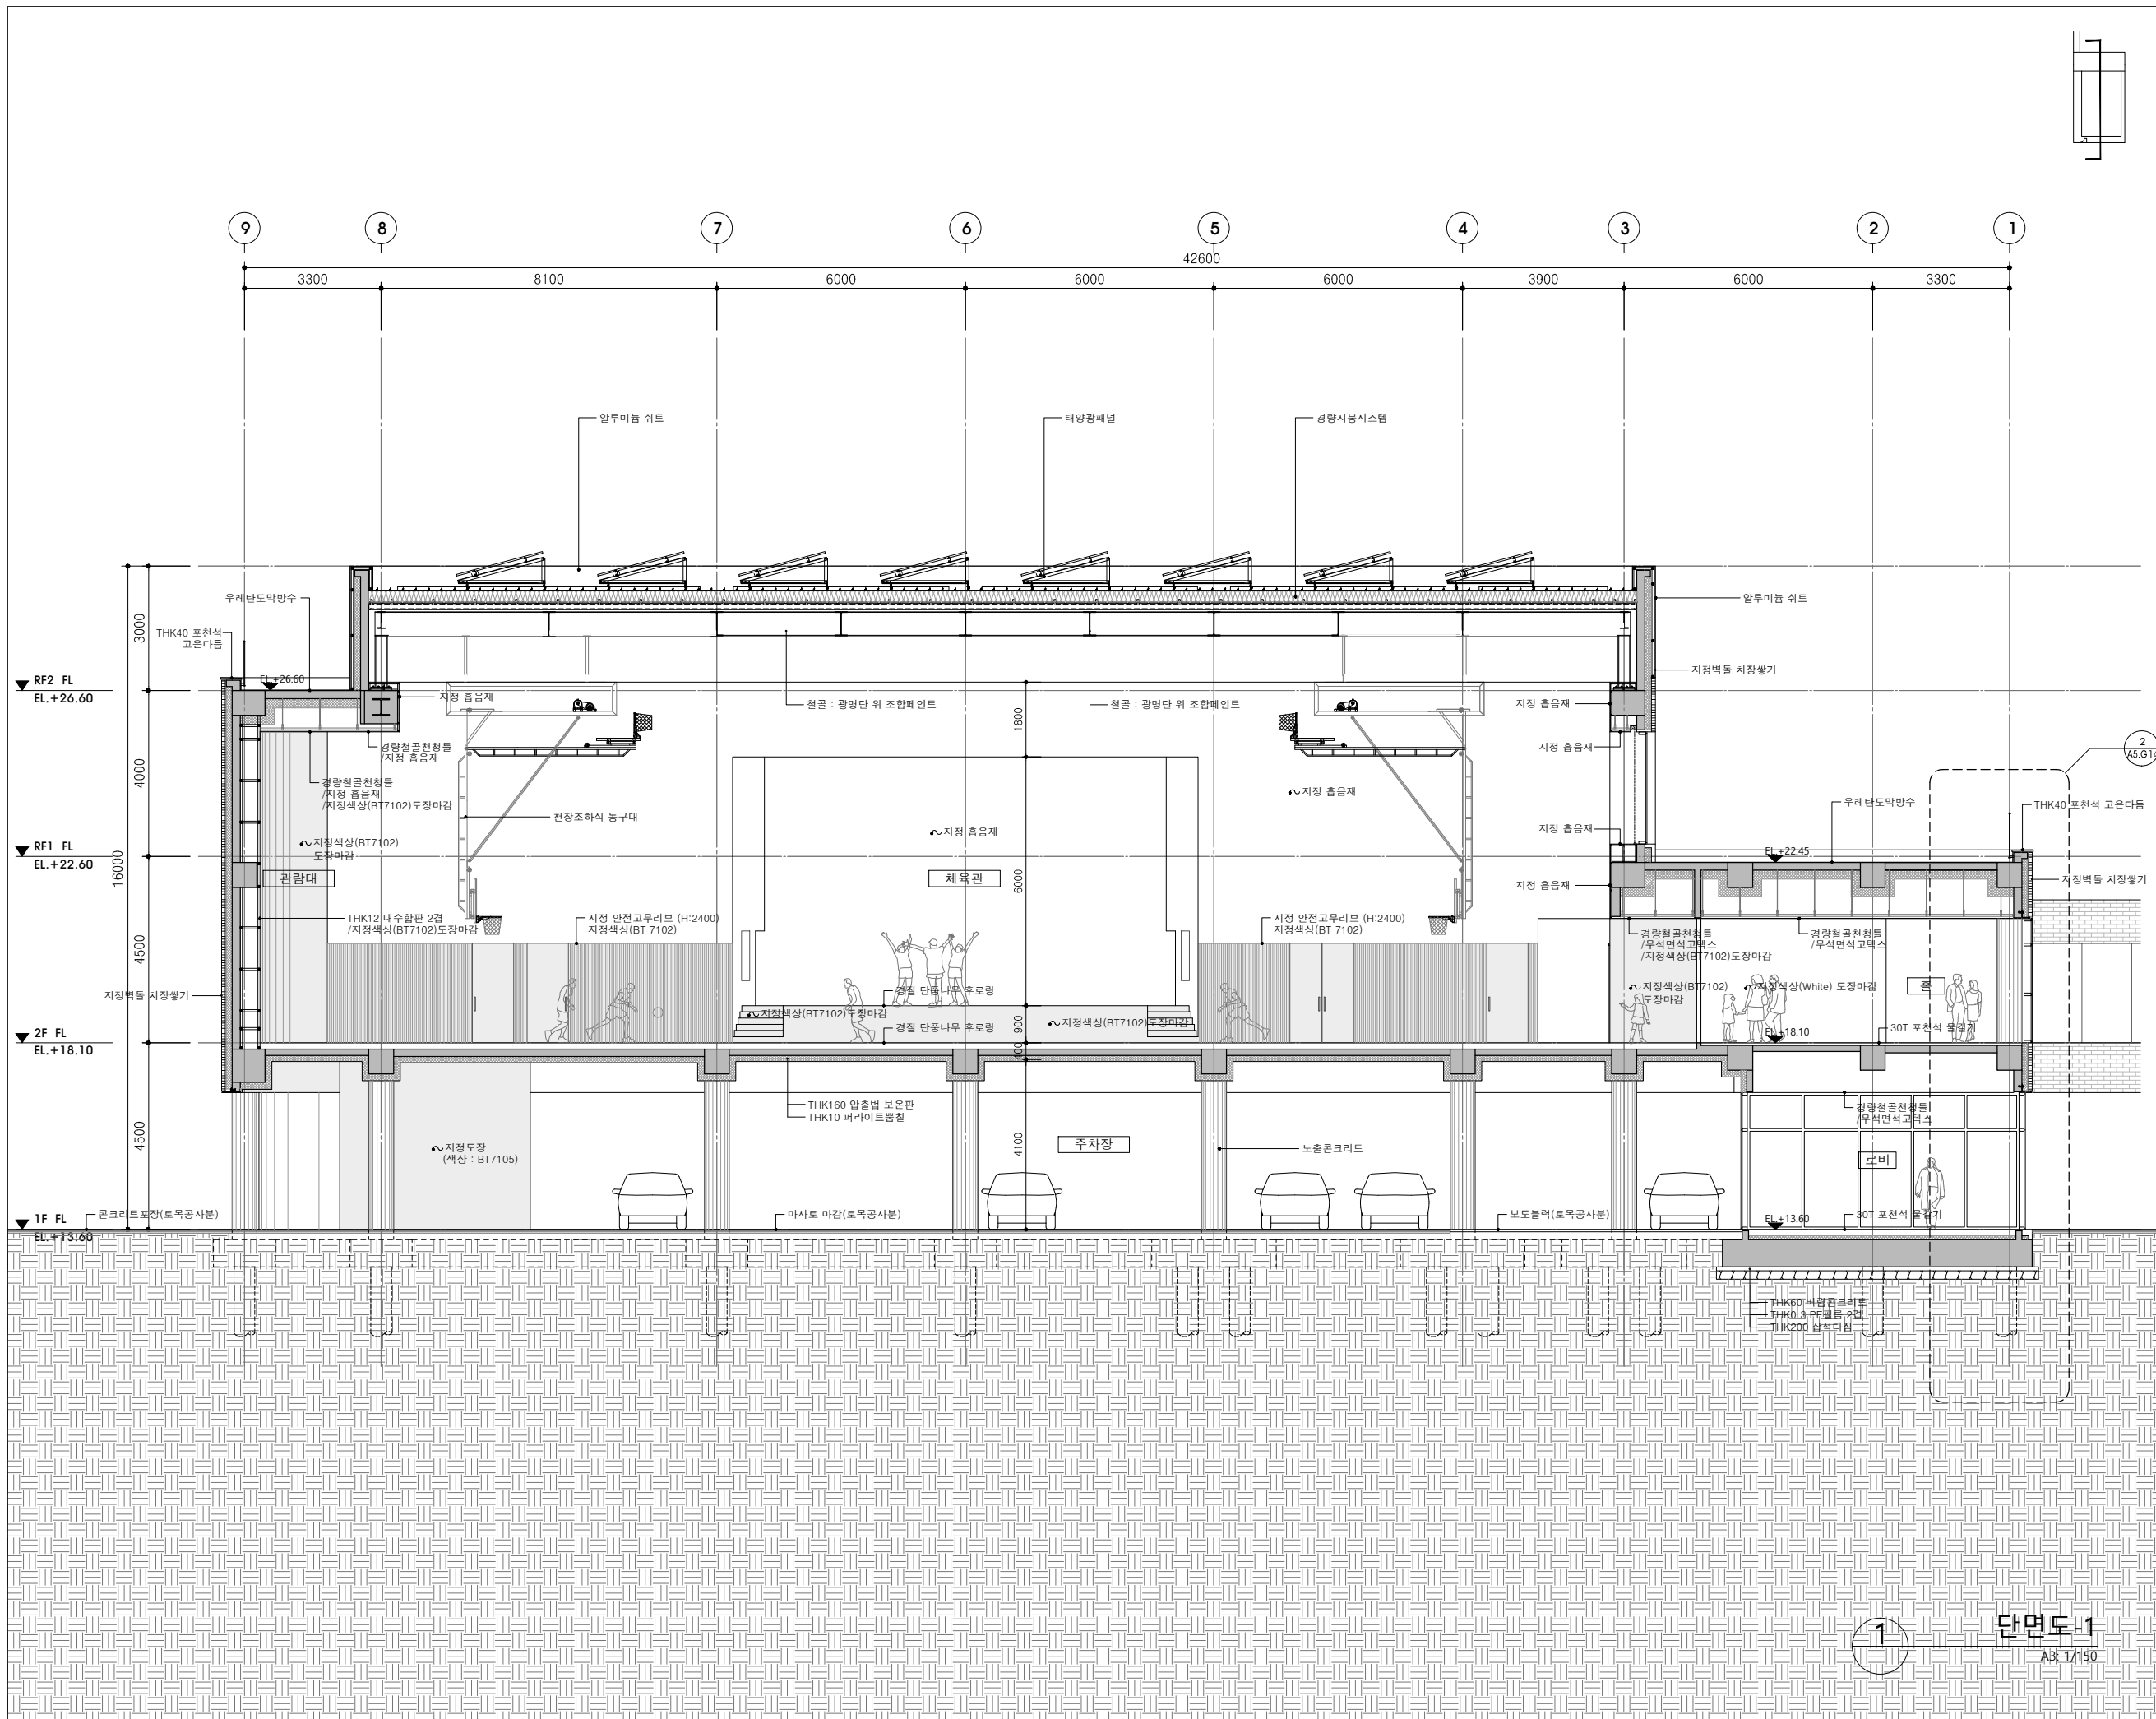 9
8
7
6
5
4
3
2
1
42600
3300
8100
6000
6000
6000
3900
6000
3300
알루미늄 쉬트
태양광패널
경량지붕시스템
우레탄도막방수
THK40 포천석
고은다듬
EL.+26.60
3000
RF2 FL
EL.+26.60
지정 흡음재
철골 : 광명단 위 조합페인트
철골 : 광명단 위 조합페인트
1800
지정 흡음재
알루미늄 쉬트
지정벽돌 치장쌓기
경량철골천정틀
/지정 흡음재
지정 흡음재
2
A5.G.14
4000
경량철골천정틀
/지정 흡음재
/지정색상(BT7102)도장마감
지정 흡음재
천장조하식 농구대
지정 흡음재
지정 흡음재
우레탄도막방수
THK40 포천석 고은다듬
지정색상(BT7102)
도장마감
RF1 FL
EL.+22.60
EL.+22.45
16000
관람대
체육관
6000
지정 흡음재
지정벽돌 치장쌓기
THK12 내수합판 2겹
/지정색상(BT7102)도장마감
지정 안전고무리브 (H:2400)
지정색상(BT 7102)
지정 안전고무리브 (H:2400)
지정색상(BT 7102)
경량철골천정틀
/무석면석고텍스
/지정색상(BT7102)도장마감
경량철골천정틀
/무석면석고텍스
4500
지정벽돌 치장쌓기
경질 단풍나무 후로링
지정색상(BT7102)
도장마감
지정색상(White) 도장마감
홀
지정색상(BT7102)도장마감
지정색상(BT7102)도장마감
900
경질 단풍나무 후로링
EL.+18.10
30T 포천석 물갈기
2F FL
EL.+18.10
400
THK160 압출법 보온판
THK10 퍼라이트뿜칠
경량철골천정틀
/무석면석고텍스
4500
지정도장
(색상 : BT7105)
4100
주차장
노출콘크리트
로비
콘크리트포장(토목공사분)
마사토 마감(토목공사분)
보도블럭(토목공사분)
EL.+13.60
30T 포천석 물갈기
1F FL
EL.+13.60
THK60 버림콘크리트
THK0.3 PE필름 2겹
THK200 잡석다짐
1
단면도-1
A3: 1/150